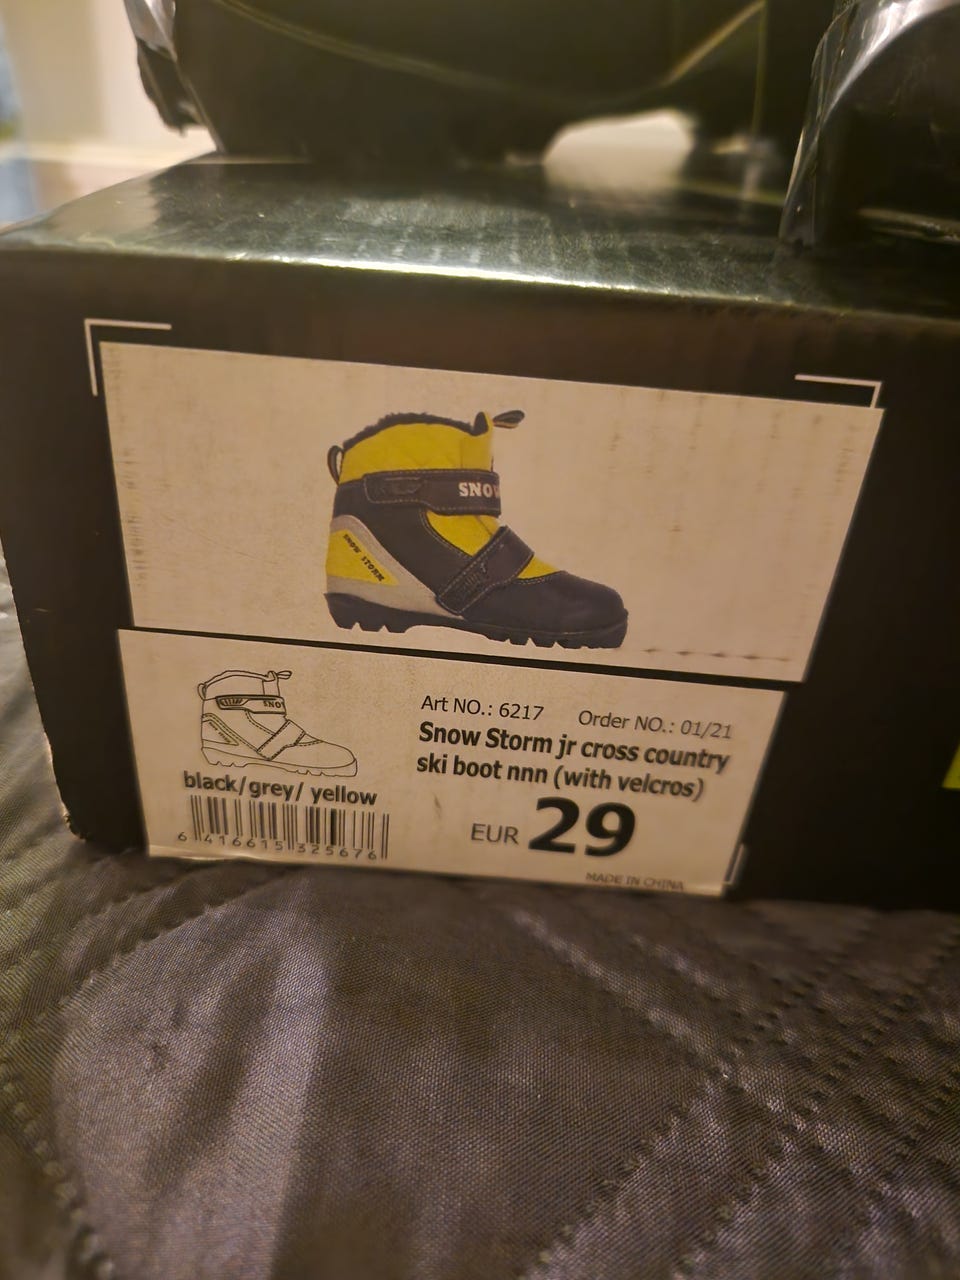 SNOW
SNOW STORM
SNO
Art NO.: 6217 Order NO.: 01/21
Snow Storm jr cross country
ski boot nnn (with velcros)
black/grey/ yellow
EUR 29
6 416615 325676
MADE IN CHINA